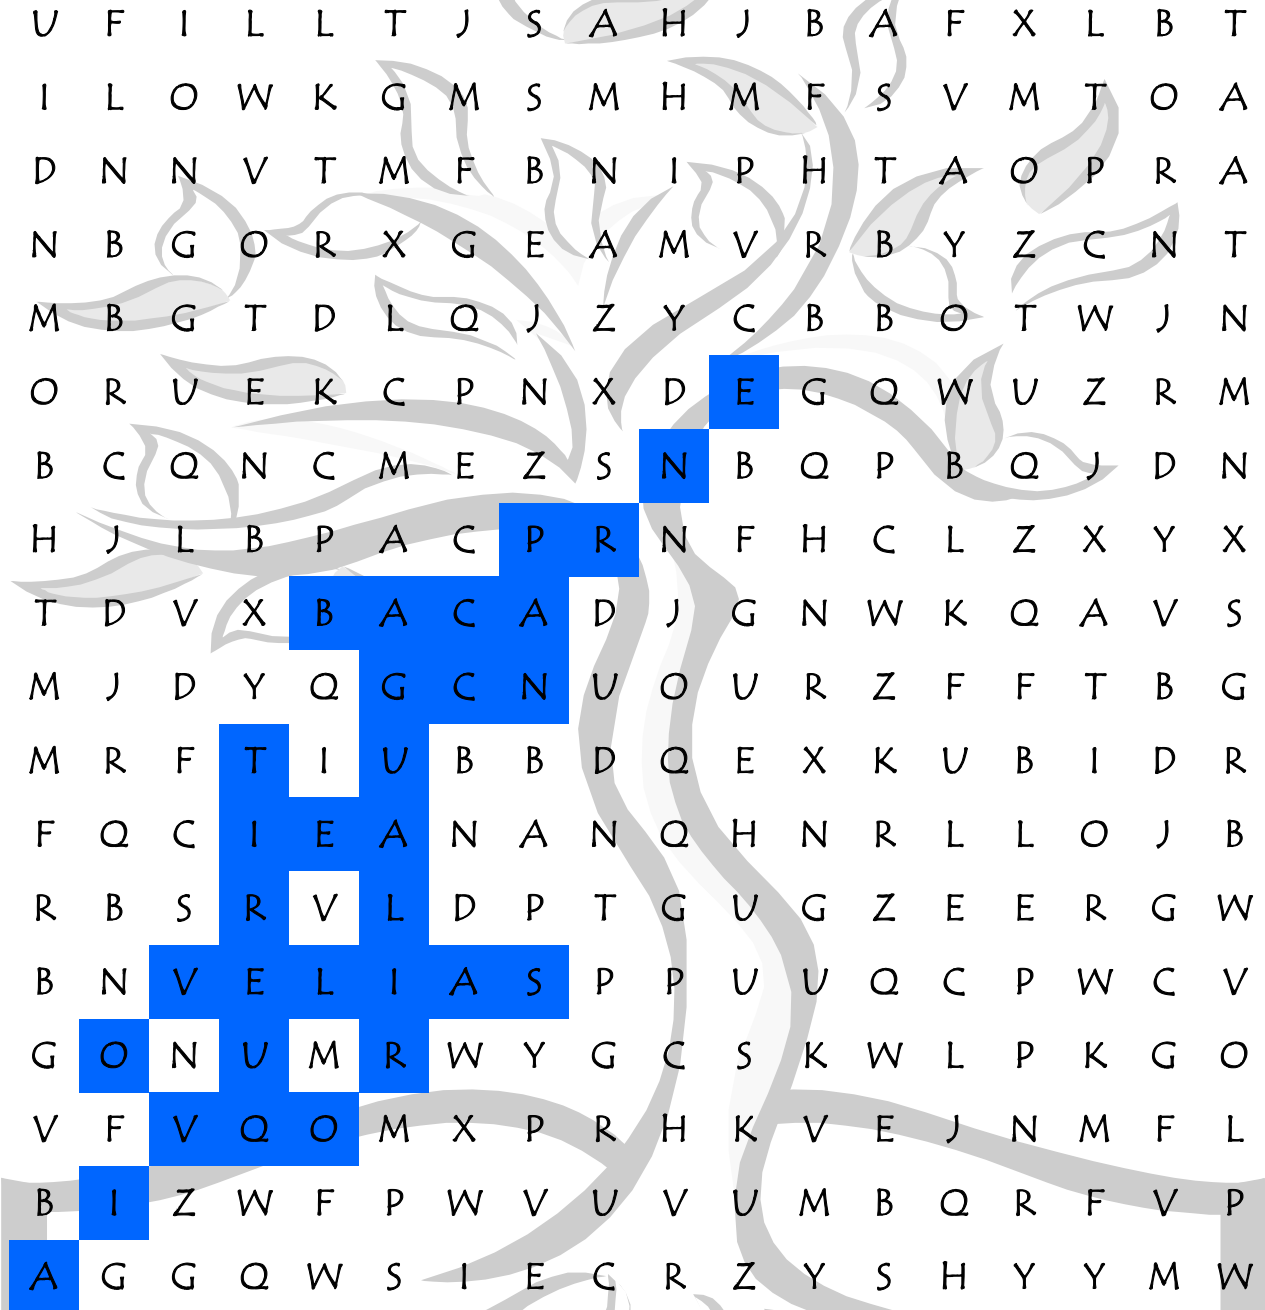 U F I L L T J S A H J B A F X L B T
I L O W K G M S M H M F S V M T O A
D N N V T M F B N I P H T A O P R A
N B G O R X G E A M V R B Y Z C N T
M B G T D L Q J Z Y C B B O T W J N
O R U E K C P N X D E G Q W U Z R M
B C Q N C M E Z S N B Q P B Q J D N
H J L B P A C P R N F H C L Z X Y X
T D V X B A C A D J G N W K Q A V S
M J D Y Q G C N U O U R Z F F T B G
M R F T I U B B D Q E X K U B I D R
F Q C I E A N A N Q H N R L L O J B
R B S R V L D P T G U G Z E E R G W
B N V E L I A S P P U U Q C P W C V
G O N U M R W Y G C S K W L P K G O
V F V Q O M X P R H K V E J N M F L
B I Z W F P W V U V U M B Q R F V P
A G G Q W S I E C R Z Y S H Y Y M W